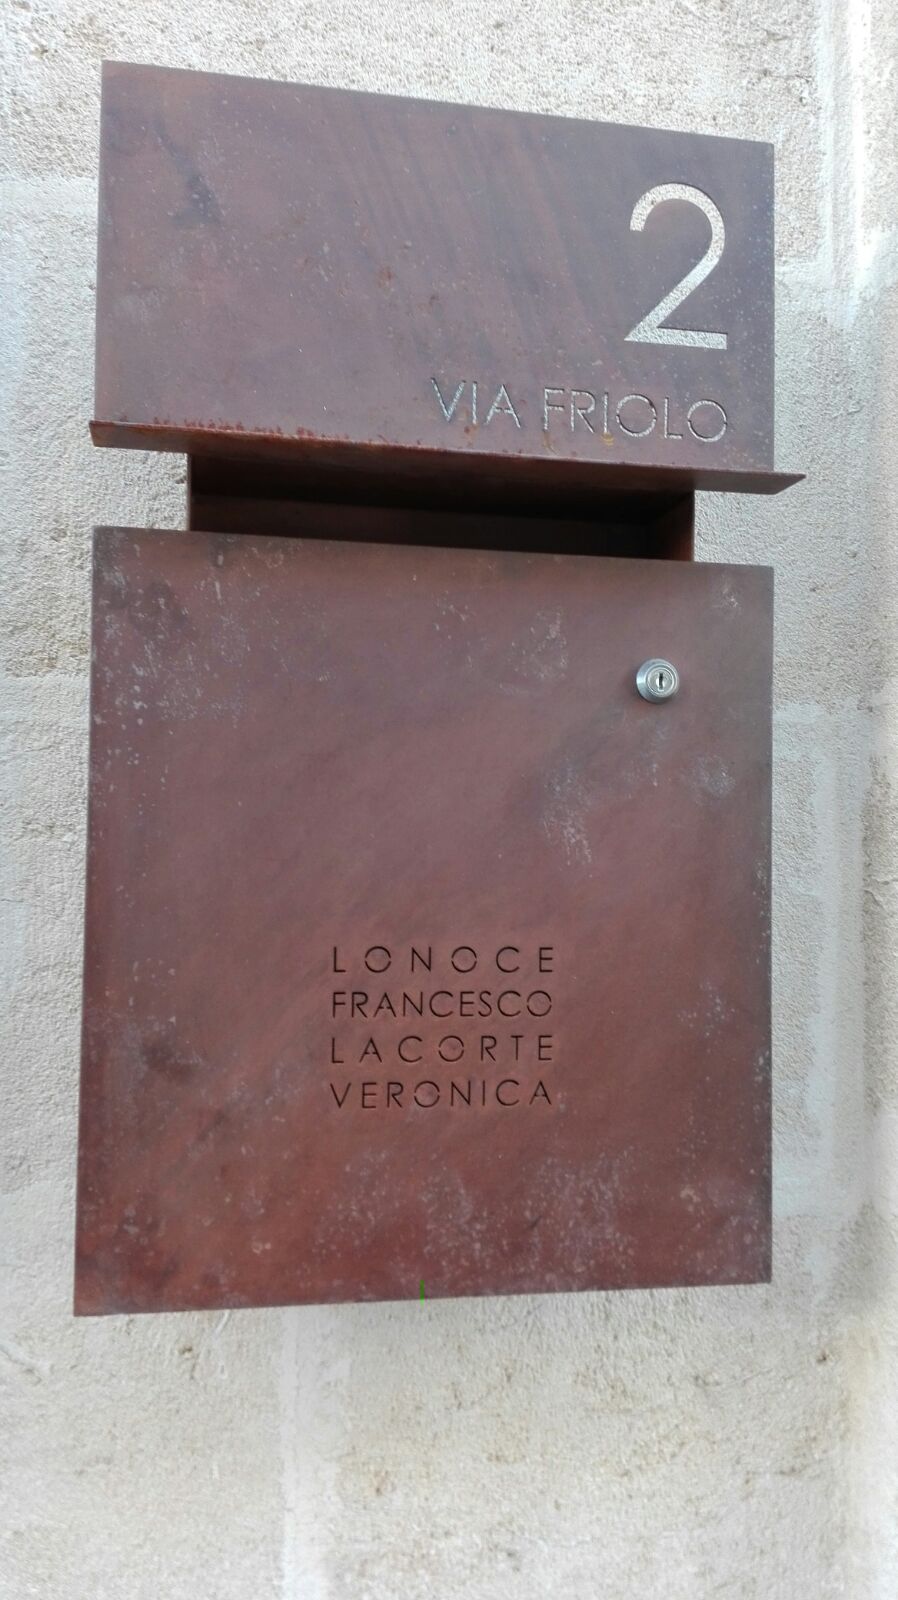 2
VIA FRIOLO
LONOCE
FRANCESCO
LACORTE
VERONICA